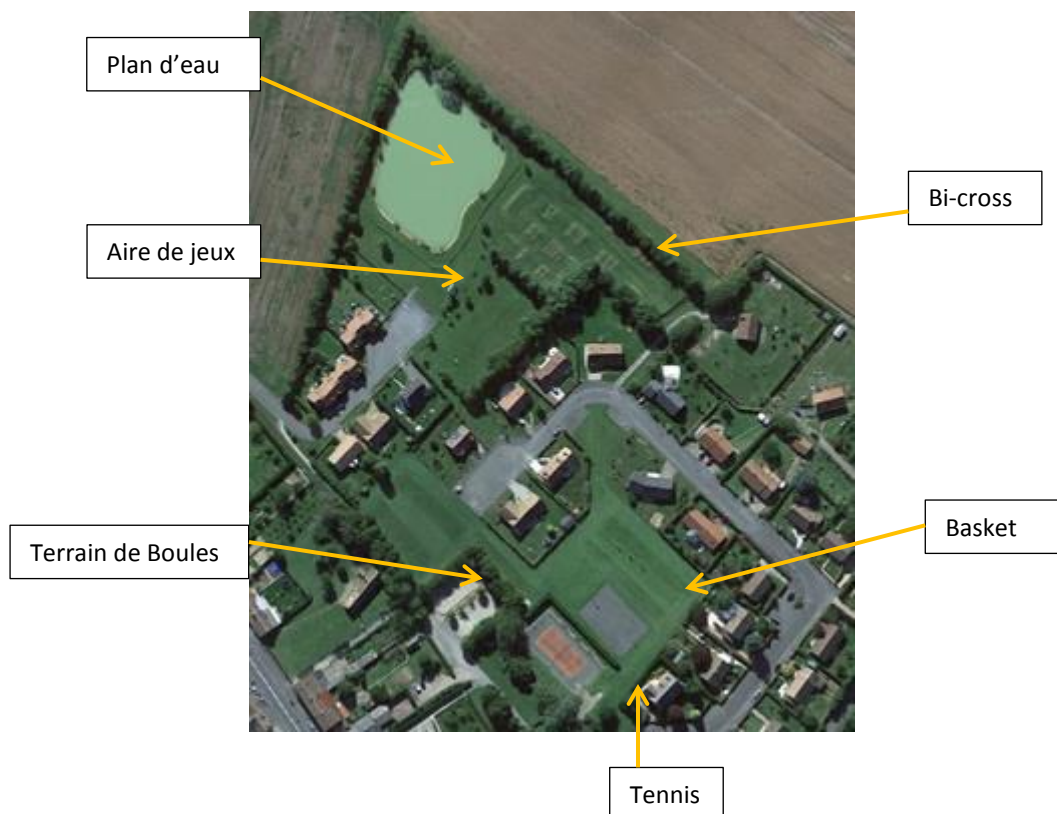 Plan d’eau
Bi-cross
Aire de jeux
Basket
Terrain de Boules
Tennis